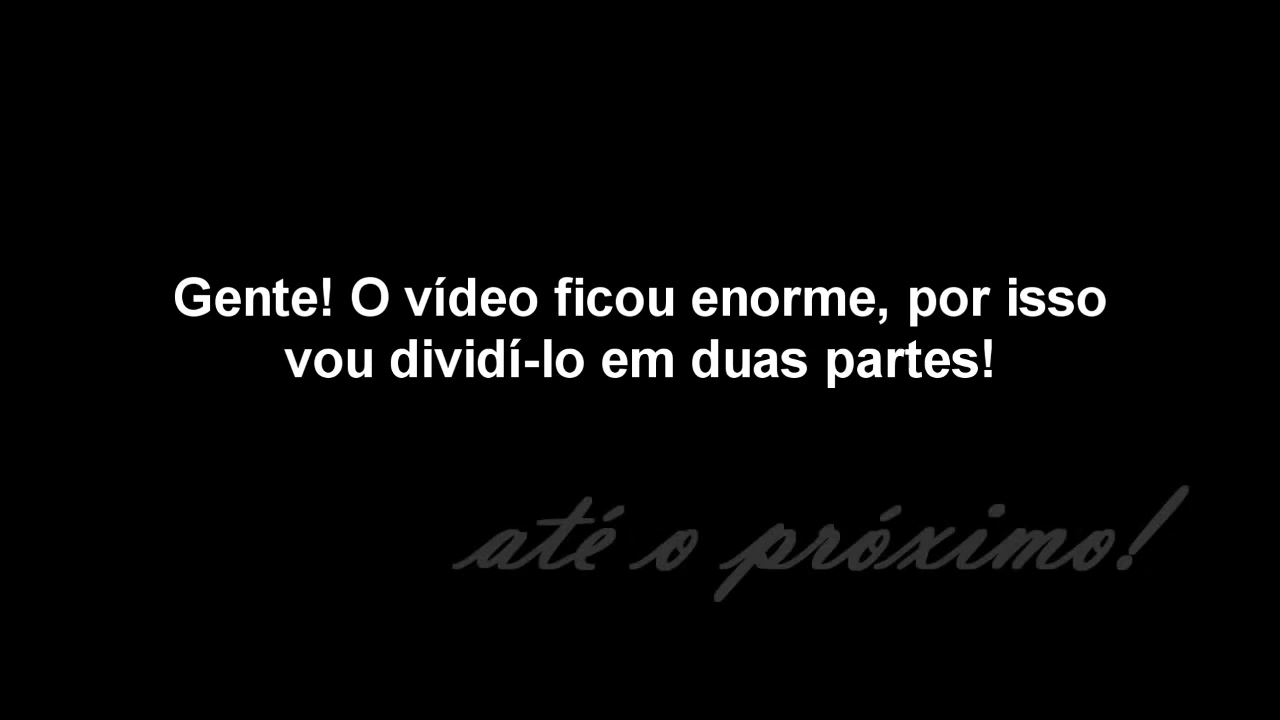 Gente! O vídeo ficou enorme, por isso
vou dividí-lo em duas partes!
até o próximo!